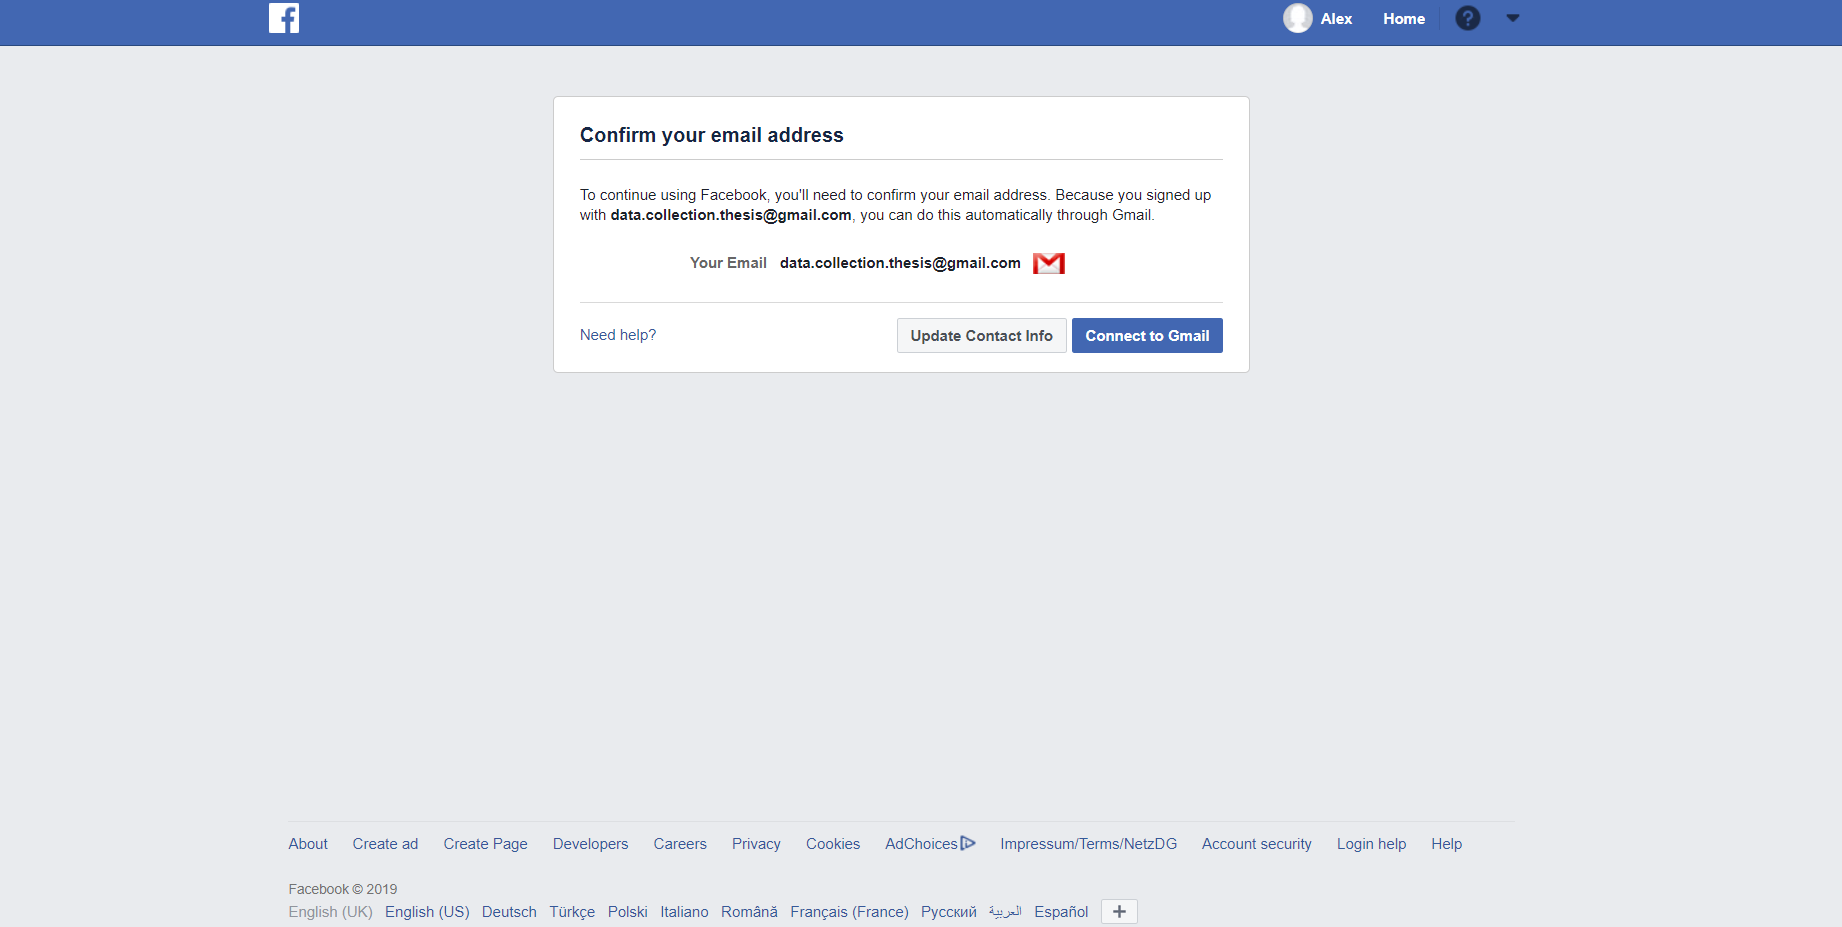 Alex Home ?
Confirm your email address
To continue using Facebook, you'll need to confirm your email address. Because you signed up
with data.collection.thesis@gmail.com, you can do this automatically through Gmail.
Your Email data.collection.thesis@gmail.com
Need help? Update Contact Info Connect to Gmail
About Create ad Create Page Developers Careers Privacy Cookies AdChoices Impressum/Terms/NetzDG Account security Login help Help
Facebook © 2019
English (UK) English (US) Deutsch Türkçe Polski Italiano Română Français (France) Русский العربية Español +